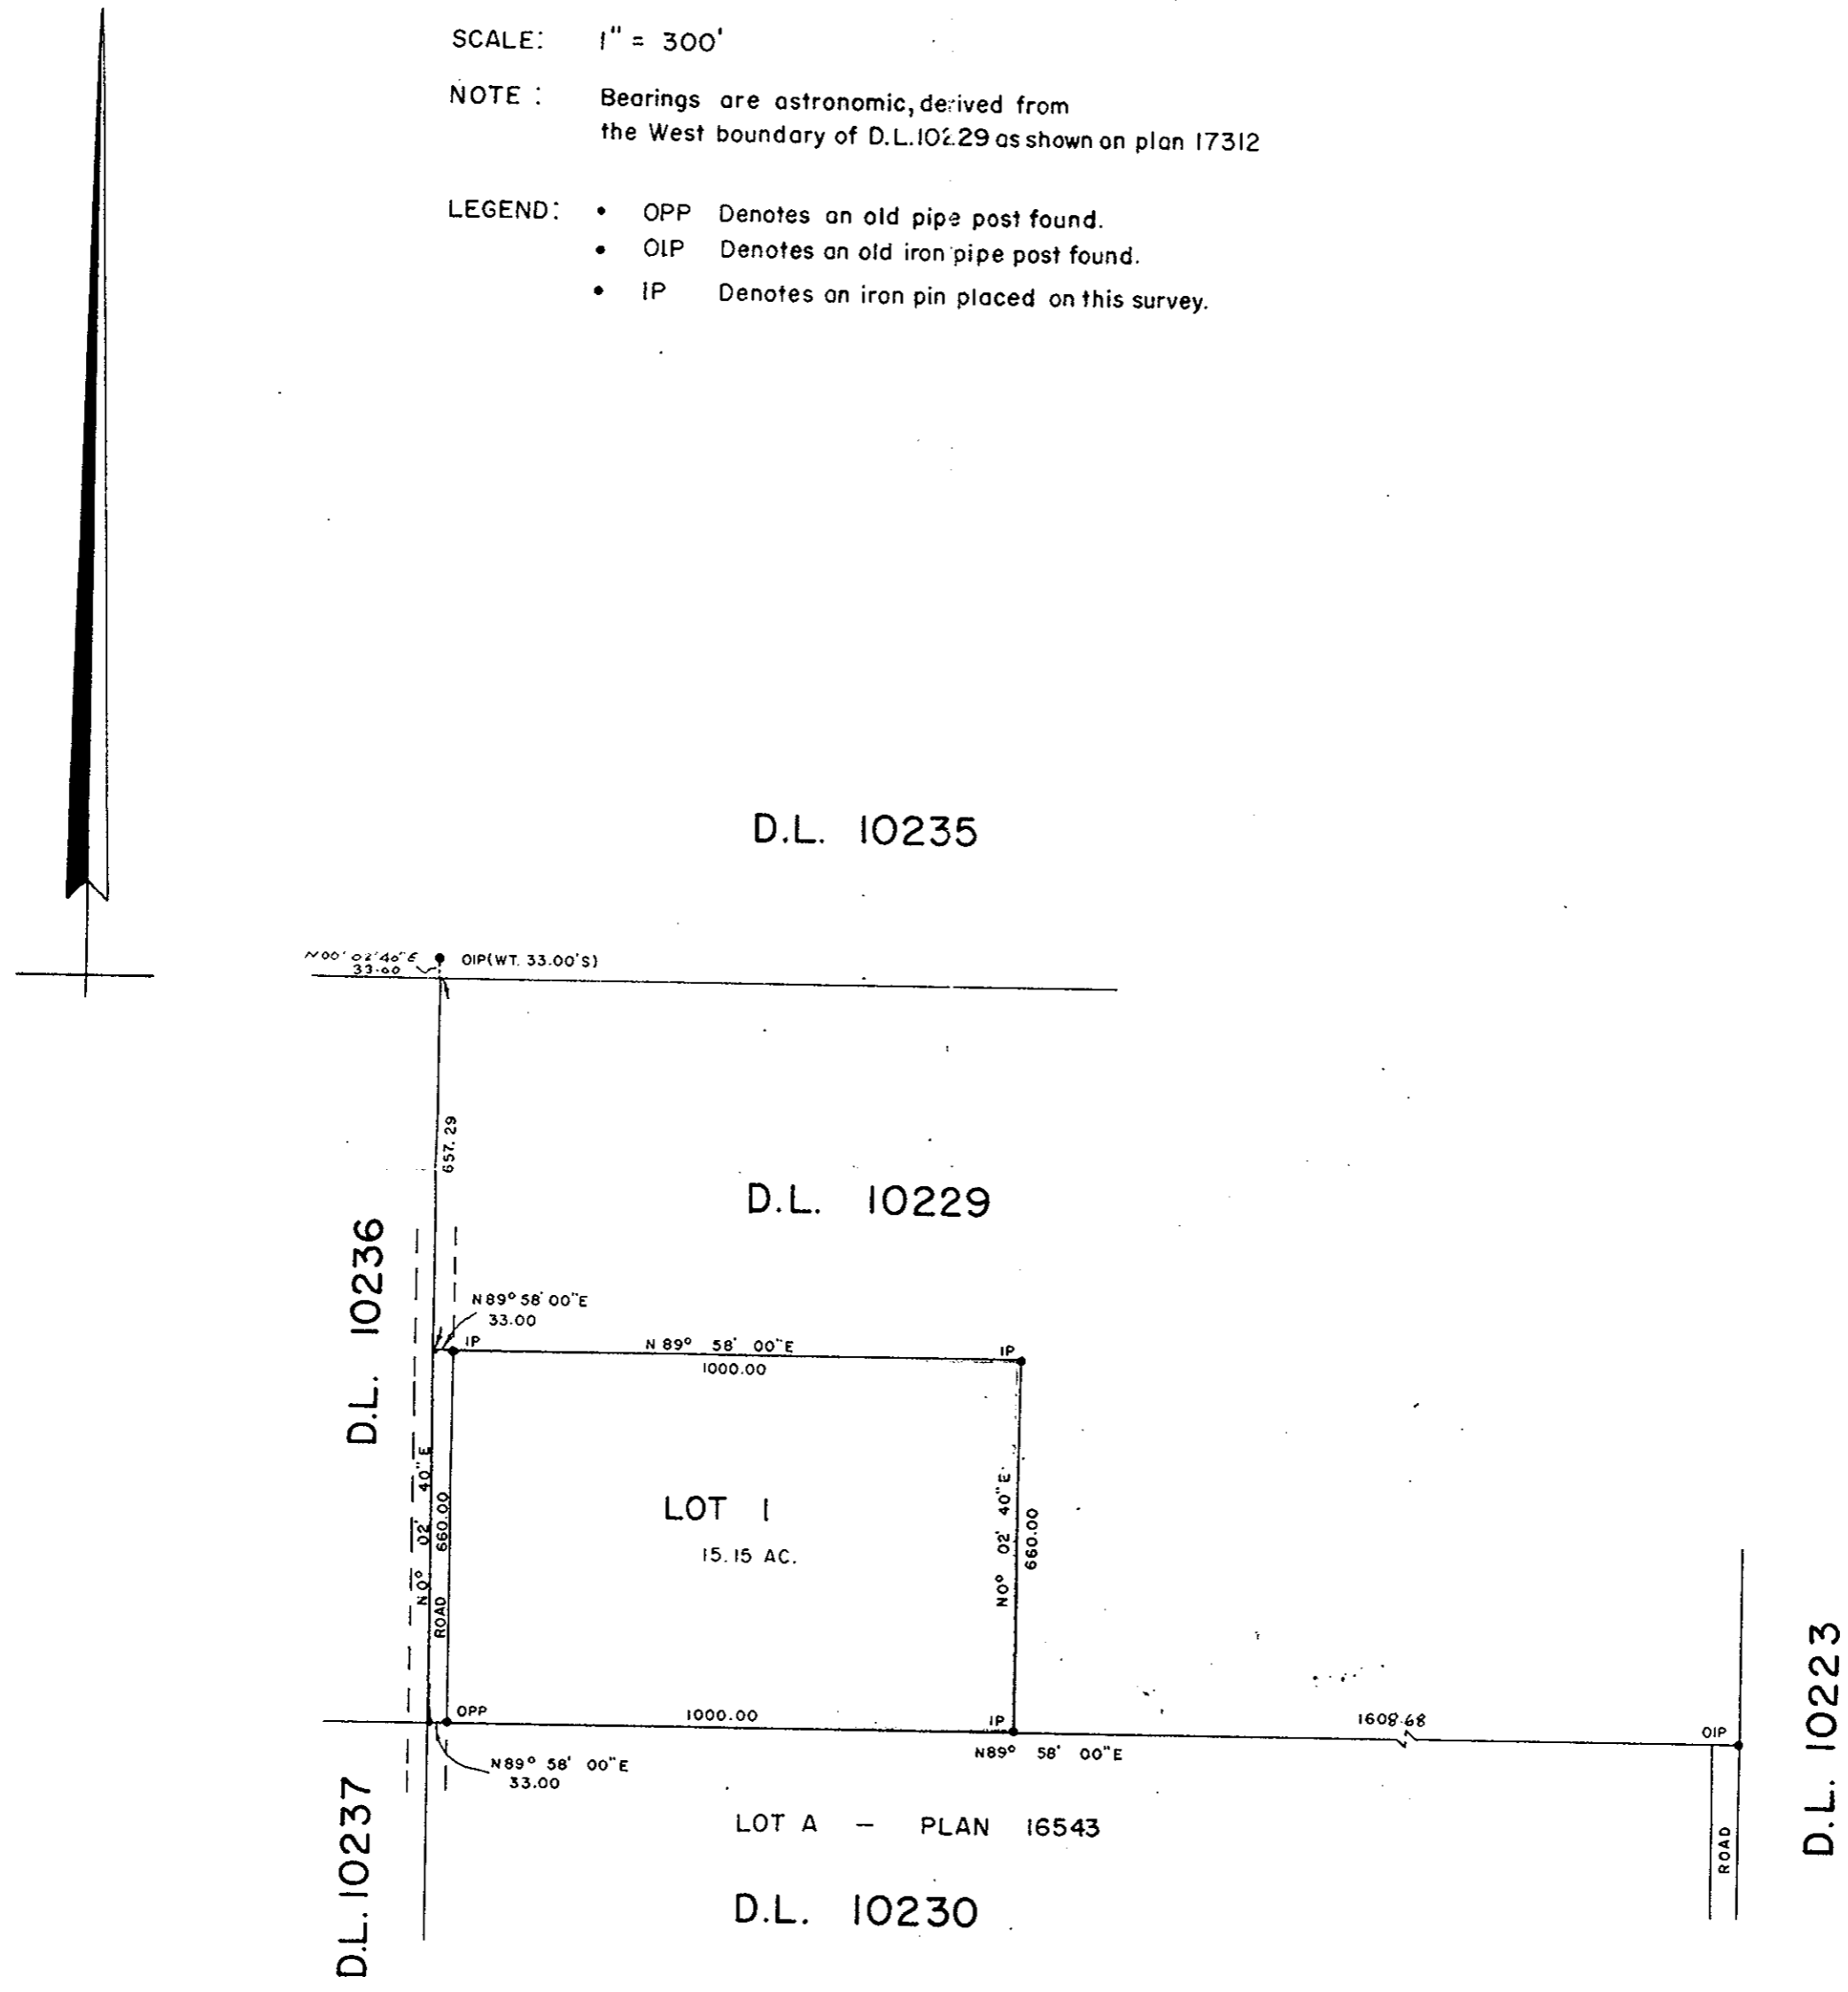 SCALE: 1" = 300'
NOTE : Bearings are astronomic, derived from
the West boundary of D.L. 10229 as shown on plan 17312
LEGEND: • OPP Denotes an old pipe post found.
• OIP Denotes an old iron pipe post found.
• IP Denotes an iron pin placed on this survey.
D.L. 10235
N00° 02' 40" E
33.00
OIP (WT. 33.00'S)
657.29
D.L. 10229
D.L. 10236
N 89° 58' 00" E
33.00
IP
N 89° 58' 00" E
1000.00
IP
N0° 02' 40" E
660.00
ROAD
LOT 1
15.15 AC.
N0° 02' 40" E
660.00
OPP
1000.00
IP
N89° 58' 00" E
1608.68
OIP
N89° 58' 00" E
33.00
D.L. 10223
ROAD
D.L. 10237
LOT A — PLAN 16543
D.L. 10230